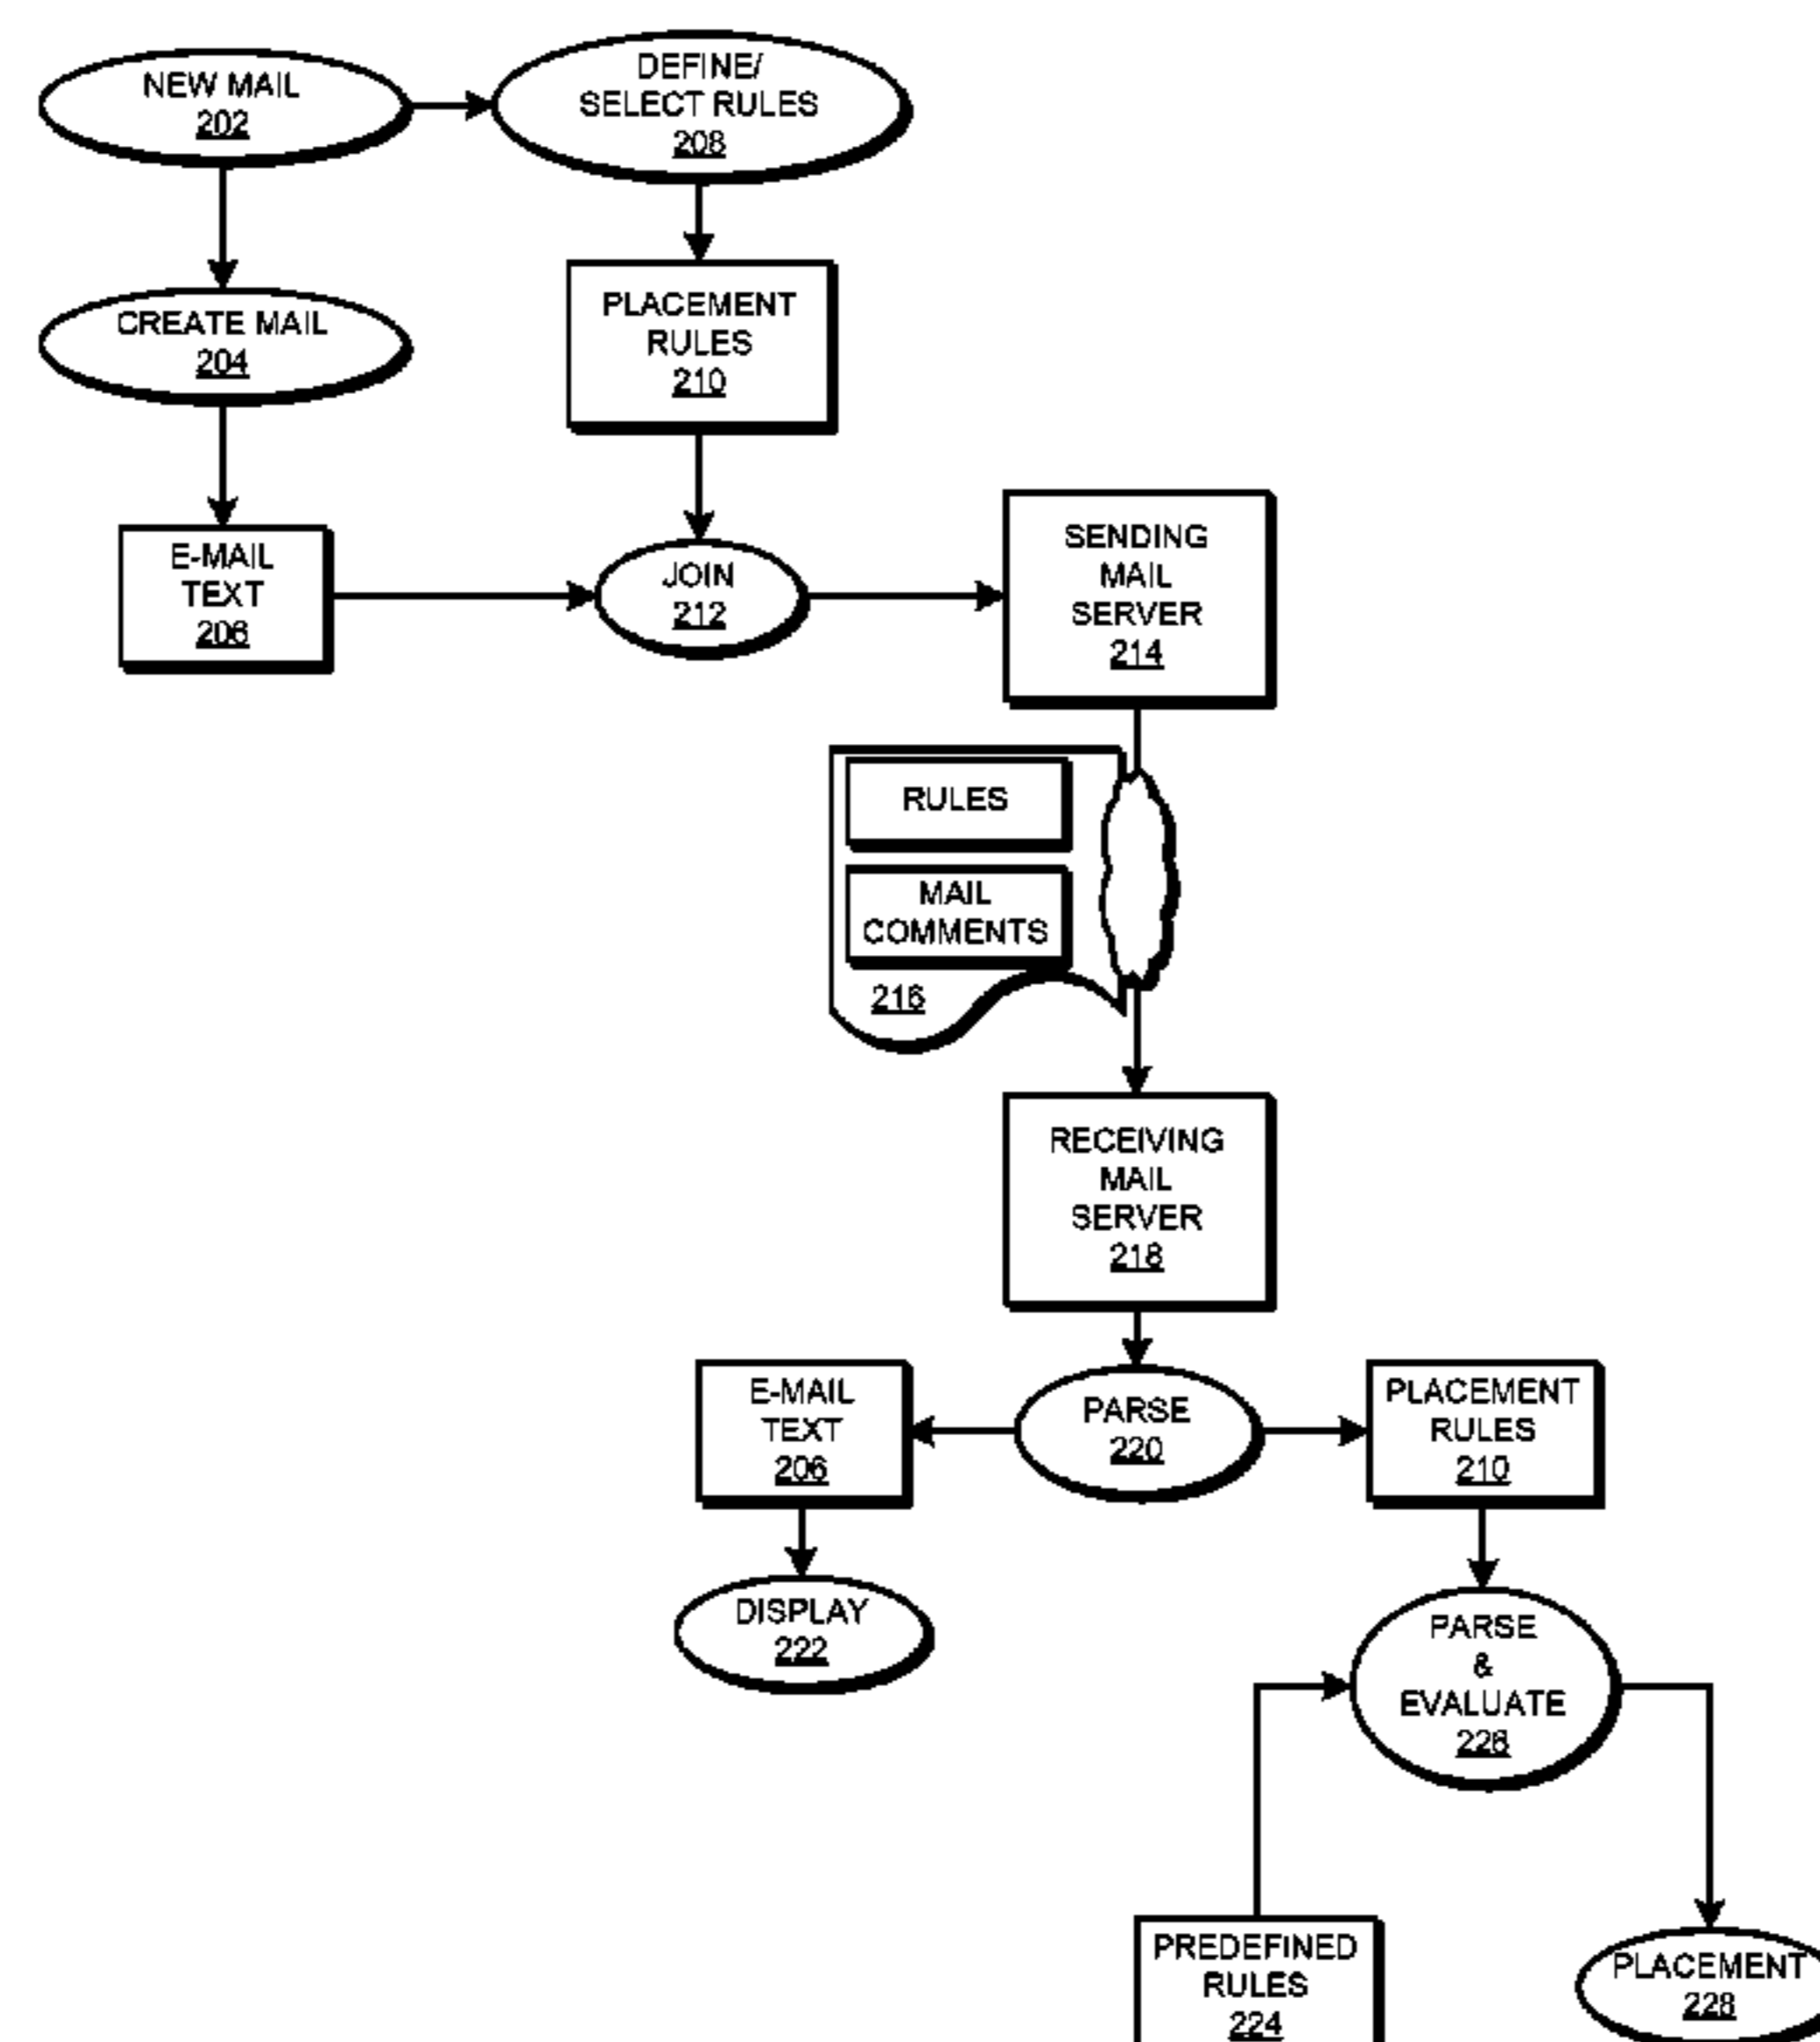 NEW MAIL
202
DEFINE/
SELECT RULES
208
CREATE MAIL
204
PLACEMENT
RULES
210
E-MAIL
TEXT
206
JOIN
212
SENDING
MAIL
SERVER
214
RULES
MAIL
COMMENTS
216
RECEIVING
MAIL
SERVER
218
E-MAIL
TEXT
206
PARSE
220
PLACEMENT
RULES
210
DISPLAY
222
PARSE
&
EVALUATE
226
PREDEFINED
RULES
224
PLACEMENT
228